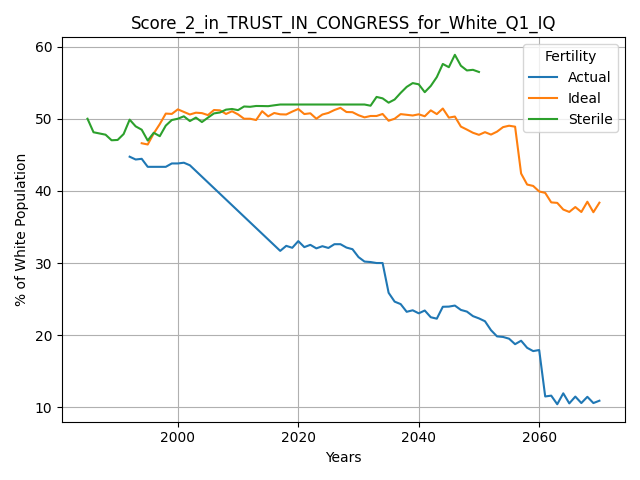 Score_2_in_TRUST_IN_CONGRESS_for_White_Q1_IQ
Fertility
Actual
Ideal
Sterile
% of White Population
60
50
40
30
20
10
2000 2020 2040 2060
Years